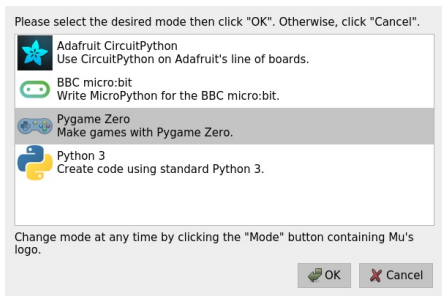 Please select the desired mode then click "OK". Otherwise, click "Cancel".
Adafruit CircuitPython
Use CircuitPython on Adafruit's line of boards.
BBC micro:bit
Write MicroPython for the BBC micro:bit.
Pygame Zero
Make games with Pygame Zero.
Python 3
Create code using standard Python 3.
Change mode at any time by clicking the "Mode" button containing Mu's
logo.
OK Cancel